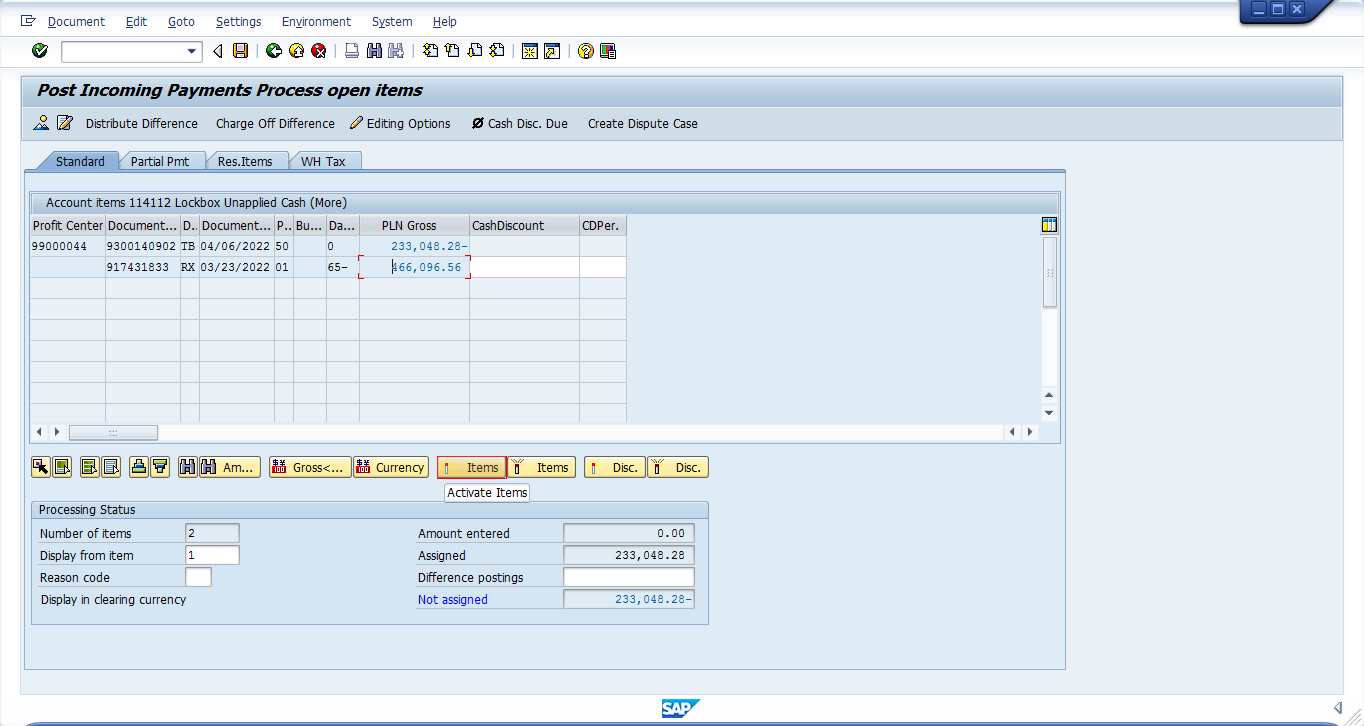 Document Edit Goto Settings Environment System Help
Post Incoming Payments Process open items
Distribute Difference Charge Off Difference Editing Options Cash Disc. Due Create Dispute Case
Standard Partial Pmt Res.Items WH Tax
Account items 114112 Lockbox Unapplied Cash (More)
Profit Center Document... D.. Document... P.. Bu... Da... PLN Gross CashDiscount CDPer.
99000044 9300140902 TB 04/06/2022 50 0 233,048.28-
917431833 RX 03/23/2022 01 65- 466,096.56
Am... Gross<... Currency Items Items Disc. Disc.
Activate Items
Processing Status
Number of items 2 Amount entered 0.00
Display from item 1 Assigned 233,048.28
Reason code Difference postings
Display in clearing currency Not assigned 233,048.28-
SAP